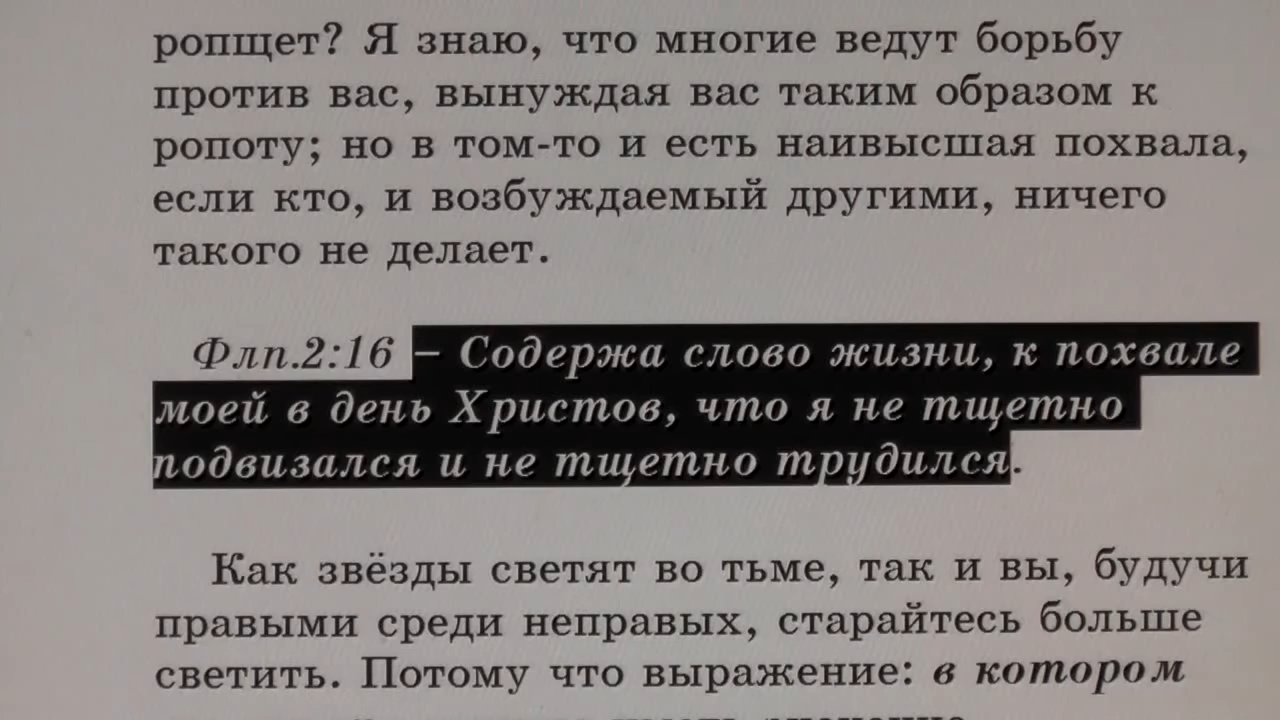 ропщет? Я знаю, что многие ведут борьбу
против вас, вынуждая вас таким образом к
ропоту; но в том-то и есть наивысшая похвала,
если кто, и возбуждаемый другими, ничего
такого не делает.
Флп.2:16 – Содержа слово жизни, к похвале
моей в день Христов, что я не тщетно
подвизался и не тщетно трудился.
Как звёзды светят во тьме, так и вы, будучи
правыми среди неправых, старайтесь больше
светить. Потому что выражение: в котором